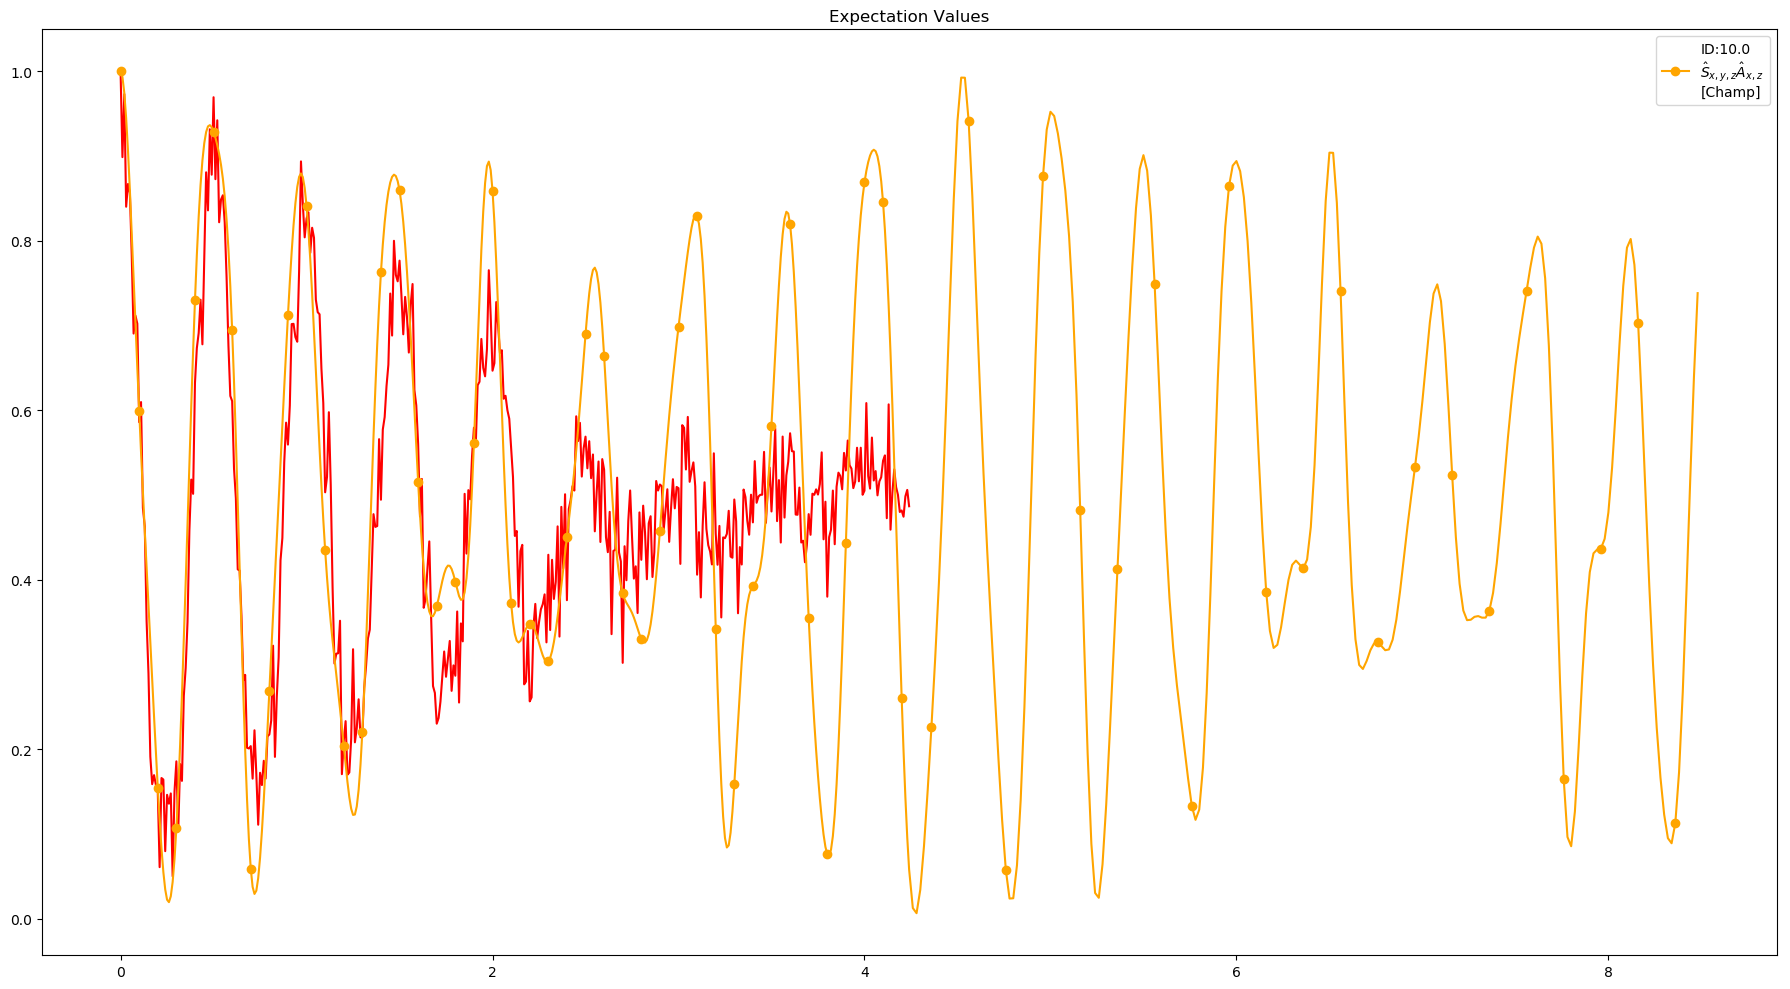 Expectation Values
ID:10.0
$\hat{S}_{x,y,z}\hat{A}_{x,z}$
[Champ]
1.0
0.8
0.6
0.4
0.2
0.0
0 2 4 6 8